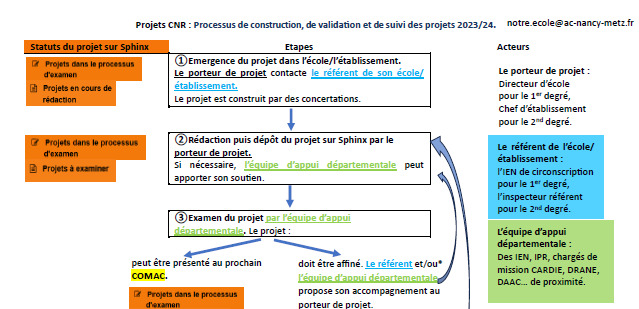 Projets CNR : Processus de construction, de validation et de suivi des projets 2023/24.
notre.ecole@ac-nancy-metz.fr
Statuts du projet sur Sphinx
Etapes
Acteurs
Projets dans le processus
d'examen
Projets en cours de
rédaction
①Emergence du projet dans l'école/l'établissement.
Le porteur de projet contacte le référent de son école/
établissement.
Le projet est construit par des concertations.
Le porteur de projet :
Directeur d'école
pour le 1er degré,
Chef d'établissement
pour le 2nd degré.
Projets dans le processus
d'examen
Projets à examiner
②Rédaction puis dépôt du projet sur Sphinx par le
porteur de projet.
Si nécessaire, l'équipe d'appui départementale peut
apporter son soutien.
Le référent de l'école/
établissement :
l'IEN de circonscription
pour le 1er degré,
l'inspecteur référent
pour le 2nd degré.
③Examen du projet par l'équipe d'appui
départementale. Le projet :
L'équipe d'appui
départementale :
Des IEN, IPR, chargés de
mission CARDIE, DRANE,
DAAC... de proximité.
peut être présenté au prochain
COMAC.
Projets dans le processus
d'examen
doit être affiné. Le référent et/ou*
l'équipe d'appui départementale
propose son accompagnement au
porteur de projet.